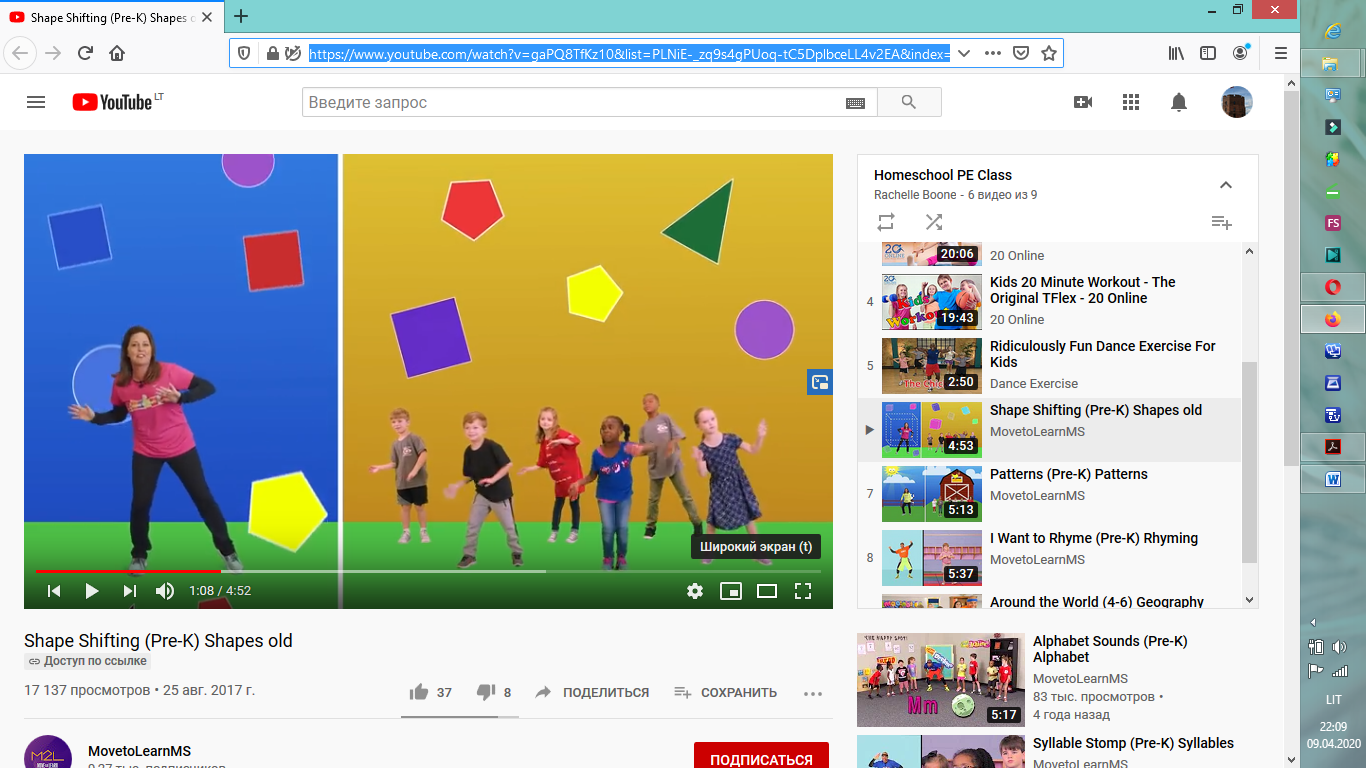 Shape Shifting (Pre-K) Shapes
https://www.youtube.com/watch?v=gaPQ8TfKz10&list=PLNiE-_zq9s4gPUoq-tC5DpIbceLL4v2EA&index=
YouTube LT
Введите запрос
Homeschool PE Class
Rachelle Boone - 6 видео из 9
20:06
20 Online
4
Kids 20 Minute Workout - The
Original TFlex - 20 Online
20 Online
19:43
5
Ridiculously Fun Dance Exercise For
Kids
Dance Exercise
2:50
Shape Shifting (Pre-K) Shapes old
MovetoLearnMS
4:53
7
Patterns (Pre-K) Patterns
MovetoLearnMS
5:13
8
I Want to Rhyme (Pre-K) Rhyming
MovetoLearnMS
5:37
Around the World (4-6) Geography
Широкий экран (t)
1:08 / 4:52
Shape Shifting (Pre-K) Shapes old
Доступ по ссылке
17 137 просмотров • 25 авг. 2017 г.
37
8
ПОДЕЛИТЬСЯ
СОХРАНИТЬ
M2L
MovetoLearnMS
ПОДПИСАТЬСЯ
Mm
5:17
Alphabet Sounds (Pre-K)
Alphabet
MovetoLearnMS
83 тыс. просмотров •
4 года назад
Syllable Stomp (Pre-K) Syllables
MovetoLearnMS
FS
LIT
22:09
09.04.2020